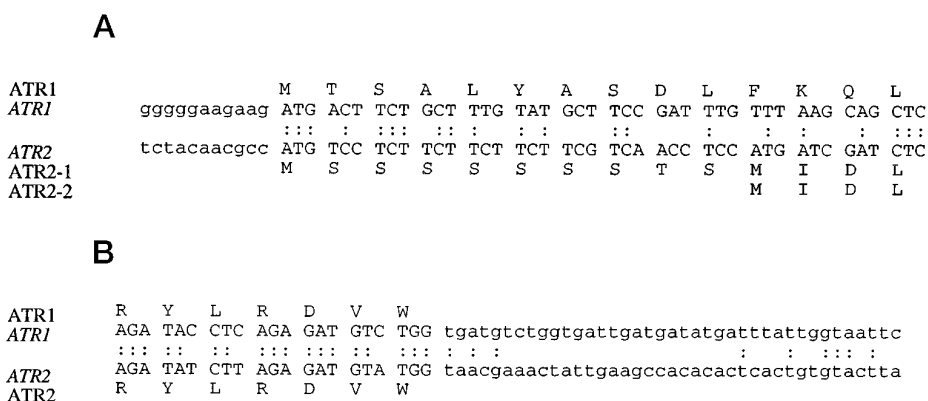 A
ATR1 M T S A L Y A S D L F K Q L
ATR1 gggggaagaag ATG ACT TCT GCT TTG TAT GCT TCC GAT TTG TTT AAG CAG CTC
::: : ::: :: : : : :: : : : : :::
ATR2 tctacaacgcc ATG TCC TCT TCT TCT TCT TCG TCA ACC TCC ATG ATC GAT CTC
ATR2-1 M S S S S S S S T S M I D L
ATR2-2 M I D L
B
ATR1 R Y L R D V W
ATR1 AGA TAC CTC AGA GAT GTC TGG tgatgtctggtgattgatgatatgatttattggtaattc
::: :: :: ::: ::: :: ::: : : : : : ::: :
ATR2 AGA TAT CTT AGA GAT GTA TGG taacgaaactattgaagccacacactcactgtgtactta
ATR2 R Y L R D V W